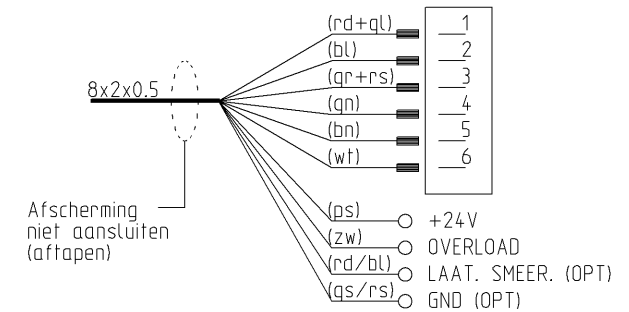 (rd+gl) 1
(bl) 2
(gr+rs) 3
8x2x0.5
(gn) 4
(bn) 5
(wt) 6
Afscherming
niet aansluiten
(aftapen)
(ps) +24V
(zw) OVERLOAD
(rd/bl) LAAT. SMEER. (OPT)
(gs/rs) GND (OPT)